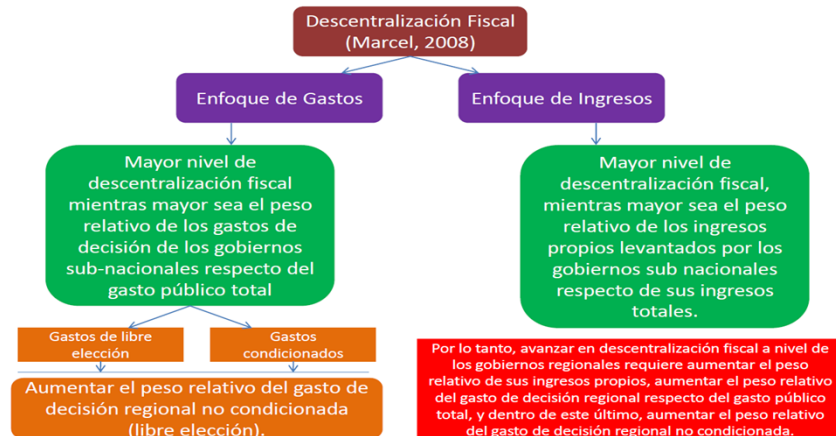 Descentralización Fiscal
(Marcel, 2008)
Enfoque de Gastos
Enfoque de Ingresos
Mayor nivel de
descentralización fiscal
mientras mayor sea el peso
relativo de los gastos de
decisión de los gobiernos
sub-nacionales respecto del
gasto público total
Mayor nivel de
descentralización fiscal,
mientras mayor sea el peso
relativo de los ingresos
propios levantados por los
gobiernos sub nacionales
respecto de sus ingresos
totales.
Gastos de libre
elección
Gastos
condicionados
Aumentar el peso relativo del gasto de
decisión regional no condicionada
(libre elección).
Por lo tanto, avanzar en descentralización fiscal a nivel de
los gobiernos regionales requiere aumentar el peso
relativo de sus ingresos propios, aumentar el peso relativo
del gasto de decisión regional respecto del gasto público
total, y dentro de este último, aumentar el peso relativo
del gasto de decisión regional no condicionada.